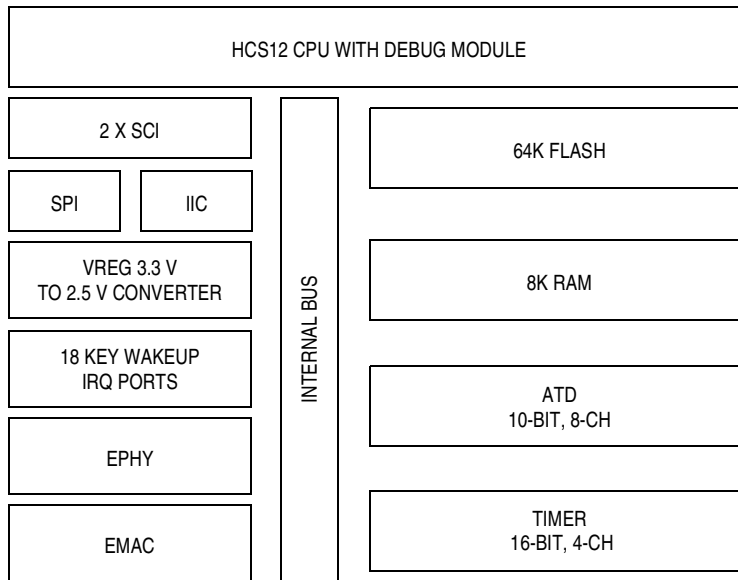 HCS12 CPU WITH DEBUG MODULE
2 X SCI
SPI
IIC
VREG 3.3 V
TO 2.5 V CONVERTER
18 KEY WAKEUP
IRQ PORTS
EPHY
EMAC
INTERNAL BUS
64K FLASH
8K RAM
ATD
10-BIT, 8-CH
TIMER
16-BIT, 4-CH